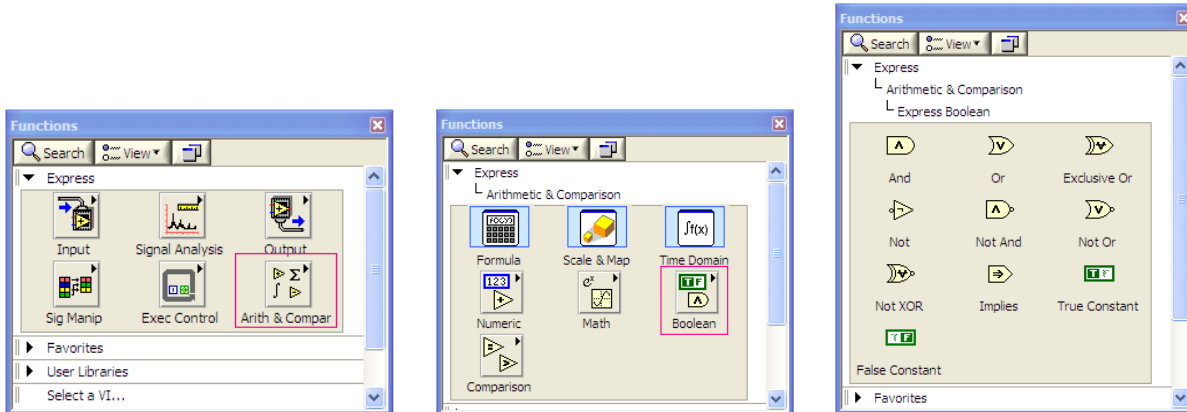 Functions
Search View
Express
Input Signal Analysis Output
Sig Manip Exec Control Arith & Compar
Favorites
User Libraries
Select a VI...
Functions
Search View
Express
Arithmetic & Comparison
Formula Scale & Map Time Domain
Numeric Math Boolean
Comparison
Functions
Search View
Express
Arithmetic & Comparison
Express Boolean
And Or Exclusive Or
Not Not And Not Or
Not XOR Implies True Constant
False Constant
Favorites